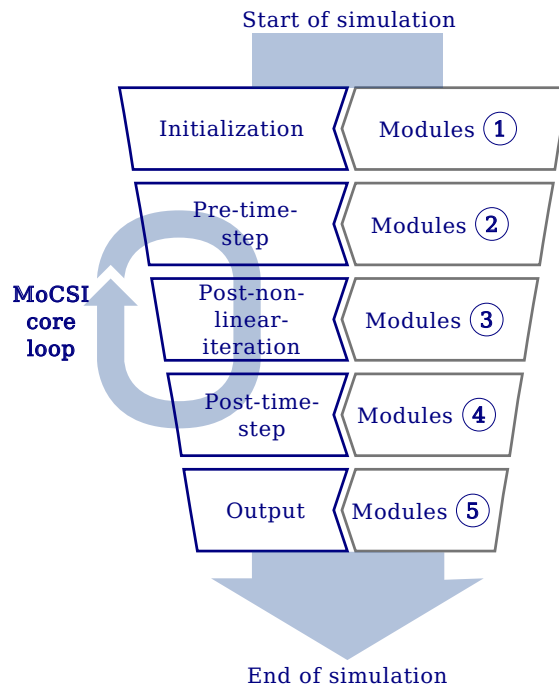 Start of simulation
Initialization
Modules 1
Pre-time-
step
Modules 2
MoCSI
core
loop
Post-non-
linear-
iteration
Modules 3
Post-time-
step
Modules 4
Output
Modules 5
End of simulation